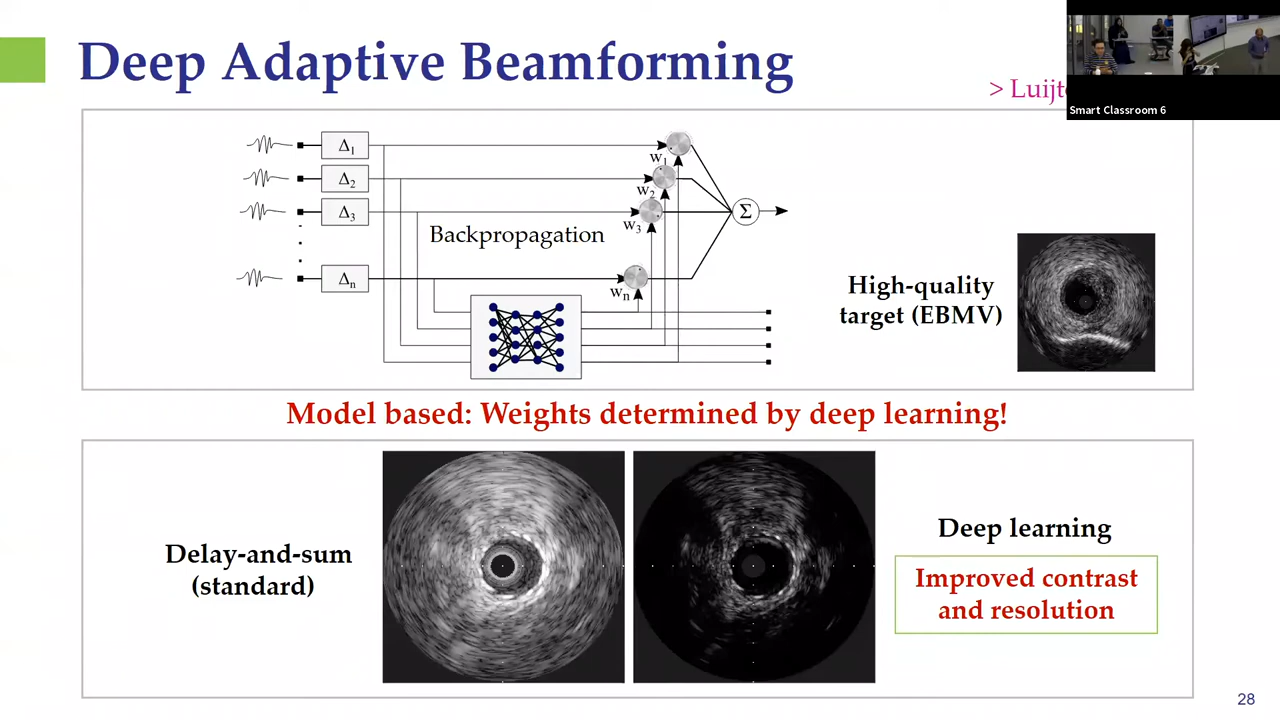 Deep Adaptive Beamforming
Smart Classroom 6
Δ1
w1
Δ2
w2
Δ3
w3
Backpropagation
Δn
wn
Σ
High-quality
target (EBMV)
Model based: Weights determined by deep learning!
Delay-and-sum
(standard)
Deep learning
Improved contrast
and resolution
28